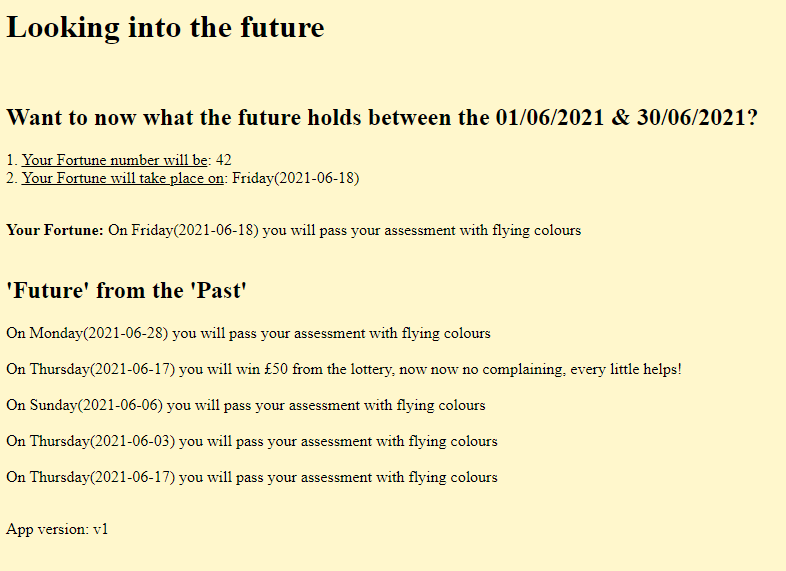 Looking into the future
Want to now what the future holds between the 01/06/2021 & 30/06/2021?
1. Your Fortune number will be: 42
2. Your Fortune will take place on: Friday(2021-06-18)
Your Fortune: On Friday(2021-06-18) you will pass your assessment with flying colours
'Future' from the 'Past'
On Monday(2021-06-28) you will pass your assessment with flying colours
On Thursday(2021-06-17) you will win £50 from the lottery, now now no complaining, every little helps!
On Sunday(2021-06-06) you will pass your assessment with flying colours
On Thursday(2021-06-03) you will pass your assessment with flying colours
On Thursday(2021-06-17) you will pass your assessment with flying colours
App version: v1